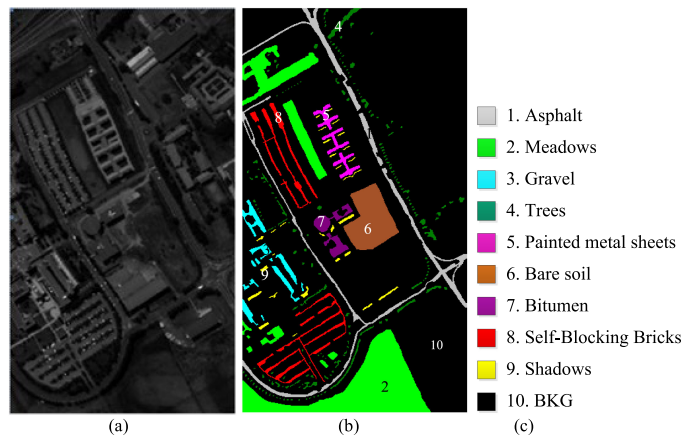 4
8
5
1
7
6
9
10
2
1. Asphalt
2. Meadows
3. Gravel
4. Trees
5. Painted metal sheets
6. Bare soil
7. Bitumen
8. Self-Blocking Bricks
9. Shadows
10. BKG
(a) (b) (c)